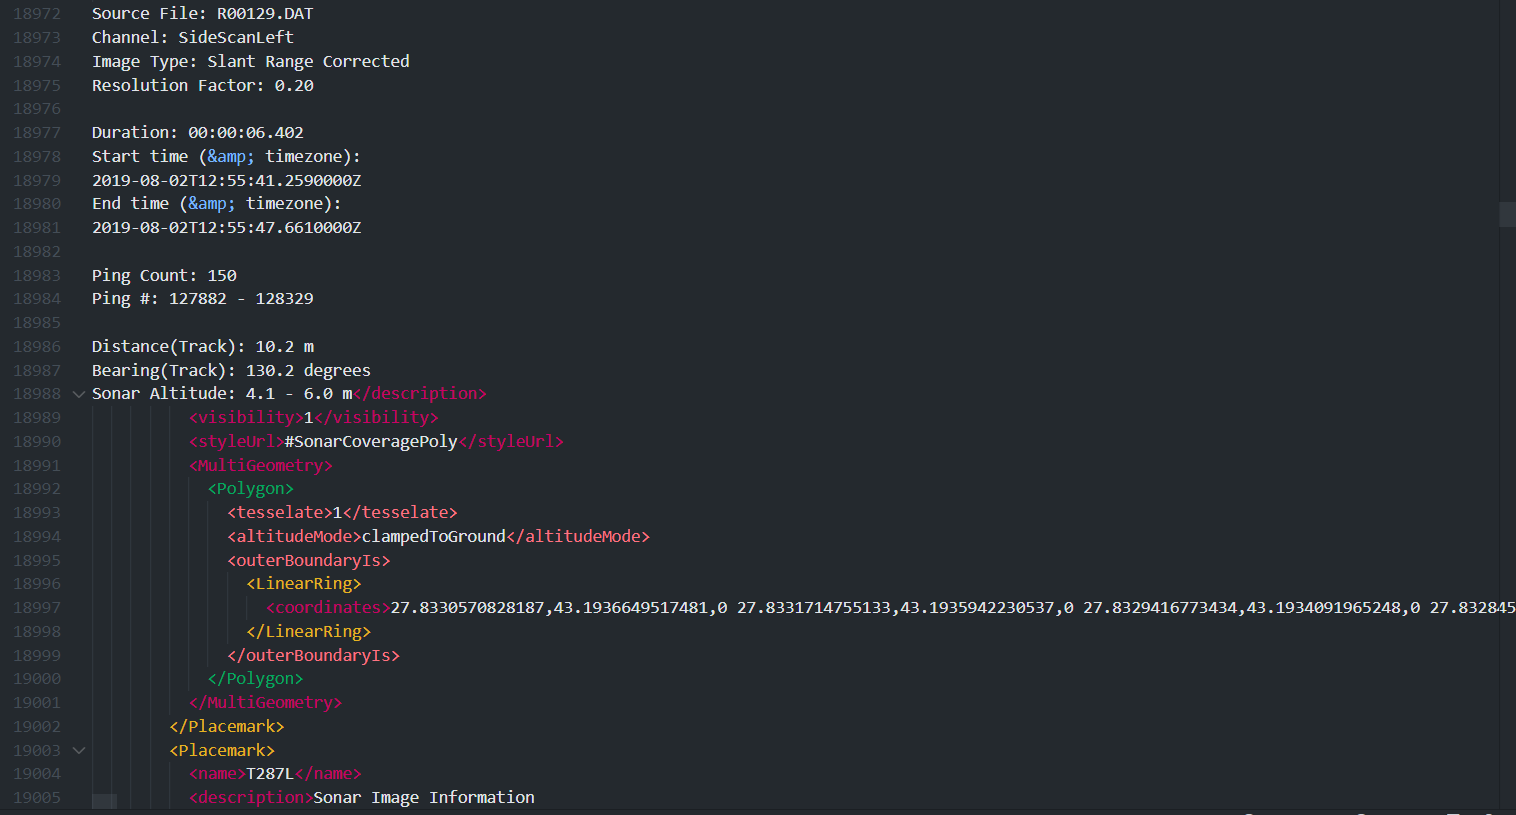 18972 Source File: R00129.DAT
18973 Channel: SideScanLeft
18974 Image Type: Slant Range Corrected
18975 Resolution Factor: 0.20
18976
18977 Duration: 00:00:06.402
18978 Start time (&amp; timezone):
18979 2019-08-02T12:55:41.2590000Z
18980 End time (&amp; timezone):
18981 2019-08-02T12:55:47.6610000Z
18982
18983 Ping Count: 150
18984 Ping #: 127882 - 128329
18985
18986 Distance(Track): 10.2 m
18987 Bearing(Track): 130.2 degrees
18988 Sonar Altitude: 4.1 - 6.0 m</description>
18989 <visibility>1</visibility>
18990 <styleUrl>#SonarCoveragePoly</styleUrl>
18991 <MultiGeometry>
18992 <Polygon>
18993 <tesselate>1</tesselate>
18994 <altitudeMode>clampedToGround</altitudeMode>
18995 <outerBoundaryIs>
18996 <LinearRing>
18997 <coordinates>27.8330570828187,43.1936649517481,0 27.8331714755133,43.1935942230537,0 27.8329416773434,43.1934091965248,0 27.832845
18998 </LinearRing>
18999 </outerBoundaryIs>
19000 </Polygon>
19001 </MultiGeometry>
19002 </Placemark>
19003 <Placemark>
19004 <name>T287L</name>
19005 <description>Sonar Image Information